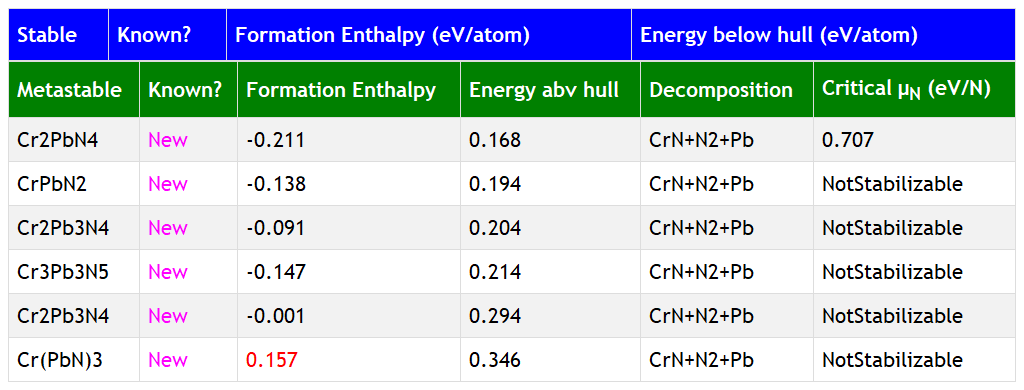 Stable Known? Formation Enthalpy (eV/atom) Energy below hull (eV/atom)
Metastable Known? Formation Enthalpy Energy abv hull Decomposition Critical μN (eV/N)
Cr2PbN4 New -0.211 0.168 CrN+N2+Pb 0.707
CrPbN2 New -0.138 0.194 CrN+N2+Pb NotStabilizable
Cr2Pb3N4 New -0.091 0.204 CrN+N2+Pb NotStabilizable
Cr3Pb3N5 New -0.147 0.214 CrN+N2+Pb NotStabilizable
Cr2Pb3N4 New -0.001 0.294 CrN+N2+Pb NotStabilizable
Cr(PbN)3 New 0.157 0.346 CrN+N2+Pb NotStabilizable